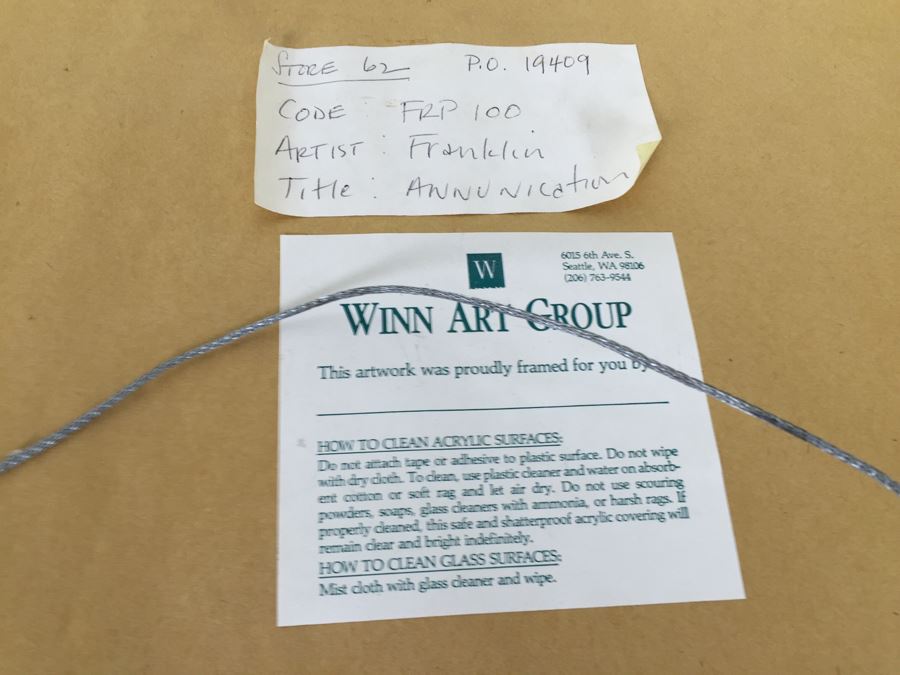 STORE 62 P.O. 19409
CODE : FRP 100
ARTIST : Franklin
Title : ANNUNICation
W
6015 6th Ave. S.
Seattle, WA 98106
(206) 763-9544
WINN ART GROUP
This artwork was proudly framed for you by
HOW TO CLEAN ACRYLIC SURFACES:
Do not attach tape or adhesive to plastic surface. Do not wipe
with dry cloth. To clean, use plastic cleaner and water on absorb-
ent cotton or soft rag and let air dry. Do not use scouring
powders, soaps, glass cleaners with ammonia, or harsh rags. If
properly cleaned, this safe and shatterproof acrylic covering will
remain clear and bright indefinitely.
HOW TO CLEAN GLASS SURFACES:
Mist cloth with glass cleaner and wipe.